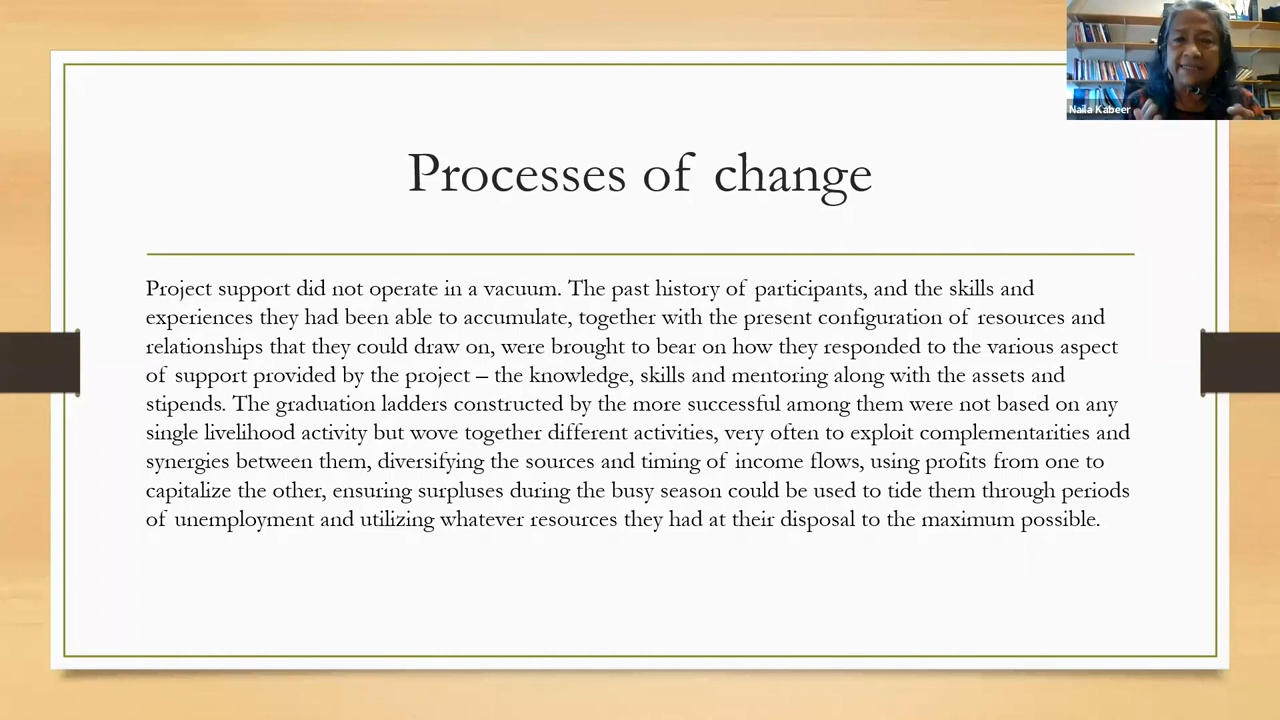 Naila Kabeer
Processes of change
Project support did not operate in a vacuum. The past history of participants, and the skills and
experiences they had been able to accumulate, together with the present configuration of resources and
relationships that they could draw on, were brought to bear on how they responded to the various aspect
of support provided by the project – the knowledge, skills and mentoring along with the assets and
stipends. The graduation ladders constructed by the more successful among them were not based on any
single livelihood activity but wove together different activities, very often to exploit complementarities and
synergies between them, diversifying the sources and timing of income flows, using profits from one to
capitalize the other, ensuring surpluses during the busy season could be used to tide them through periods
of unemployment and utilizing whatever resources they had at their disposal to the maximum possible.